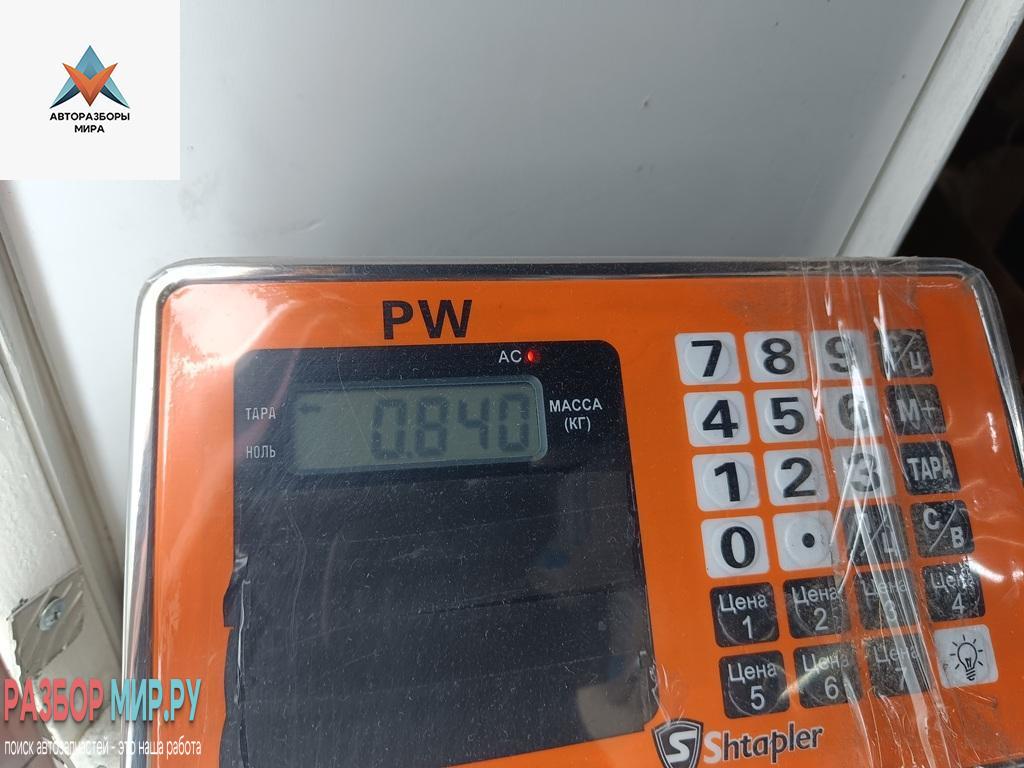 АВТОРАЗБОРЫ
МИРА
PW
AC
ТАРА
НОЛЬ
0.840
МАССА
(КГ)
7 8 9
4 5 6 М+
1 2 3 ТАРА
0 . С/В
Цена 1
Цена 2
Цена 3
Цена 4
Цена 5
Цена 6
Цена 7
S Shtapler
РАЗБОР МИР.РУ
поиск автозапчастей - это наша работа